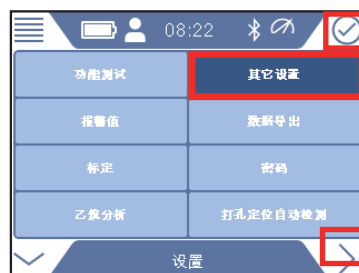 08:22
功能测试 其它设置
报警值 数据导出
标定 密码
乙炔分析 打孔定位自动检测
设置